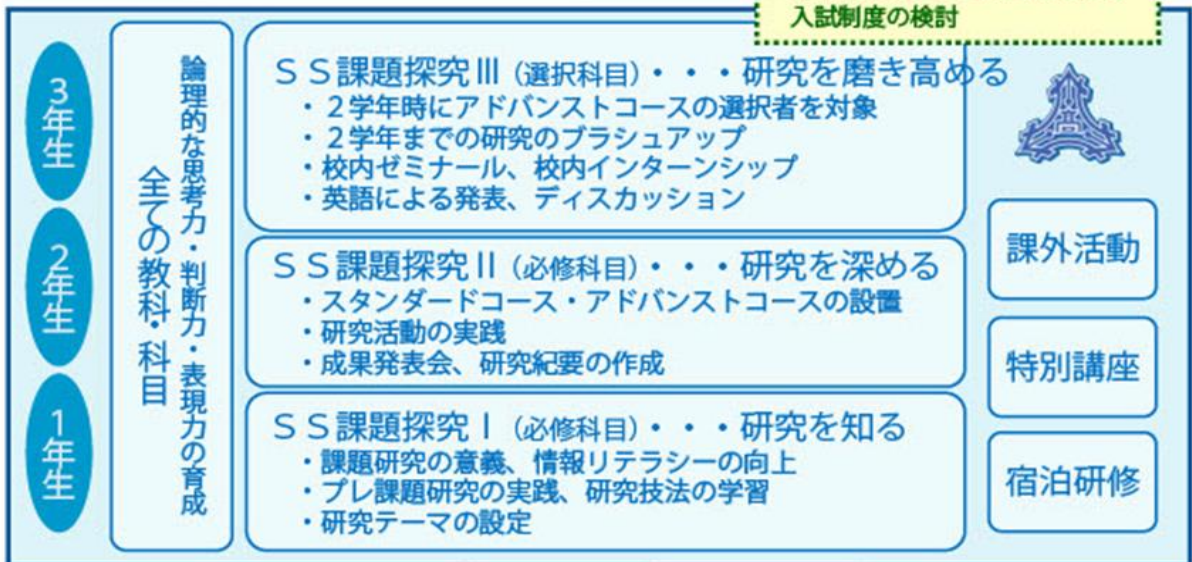 入試制度の検討
3年生
2年生
1年生
論理的な思考力・判断力・表現力の育成
全ての教科・科目
ＳＳ課題探究Ⅲ（選択科目）・・・研究を磨き高める
・２学年時にアドバンストコースの選択者を対象
・２学年までの研究のブラシュアップ
・校内ゼミナール、校内インターンシップ
・英語による発表、ディスカッション
ＳＳ課題探究Ⅱ（必修科目）・・・研究を深める
・スタンダードコース・アドバンストコースの設置
・研究活動の実践
・成果発表会、研究紀要の作成
ＳＳ課題探究Ⅰ（必修科目）・・・研究を知る
・課題研究の意義、情報リテラシーの向上
・プレ課題研究の実践、研究技法の学習
・研究テーマの設定
課外活動
特別講座
宿泊研修